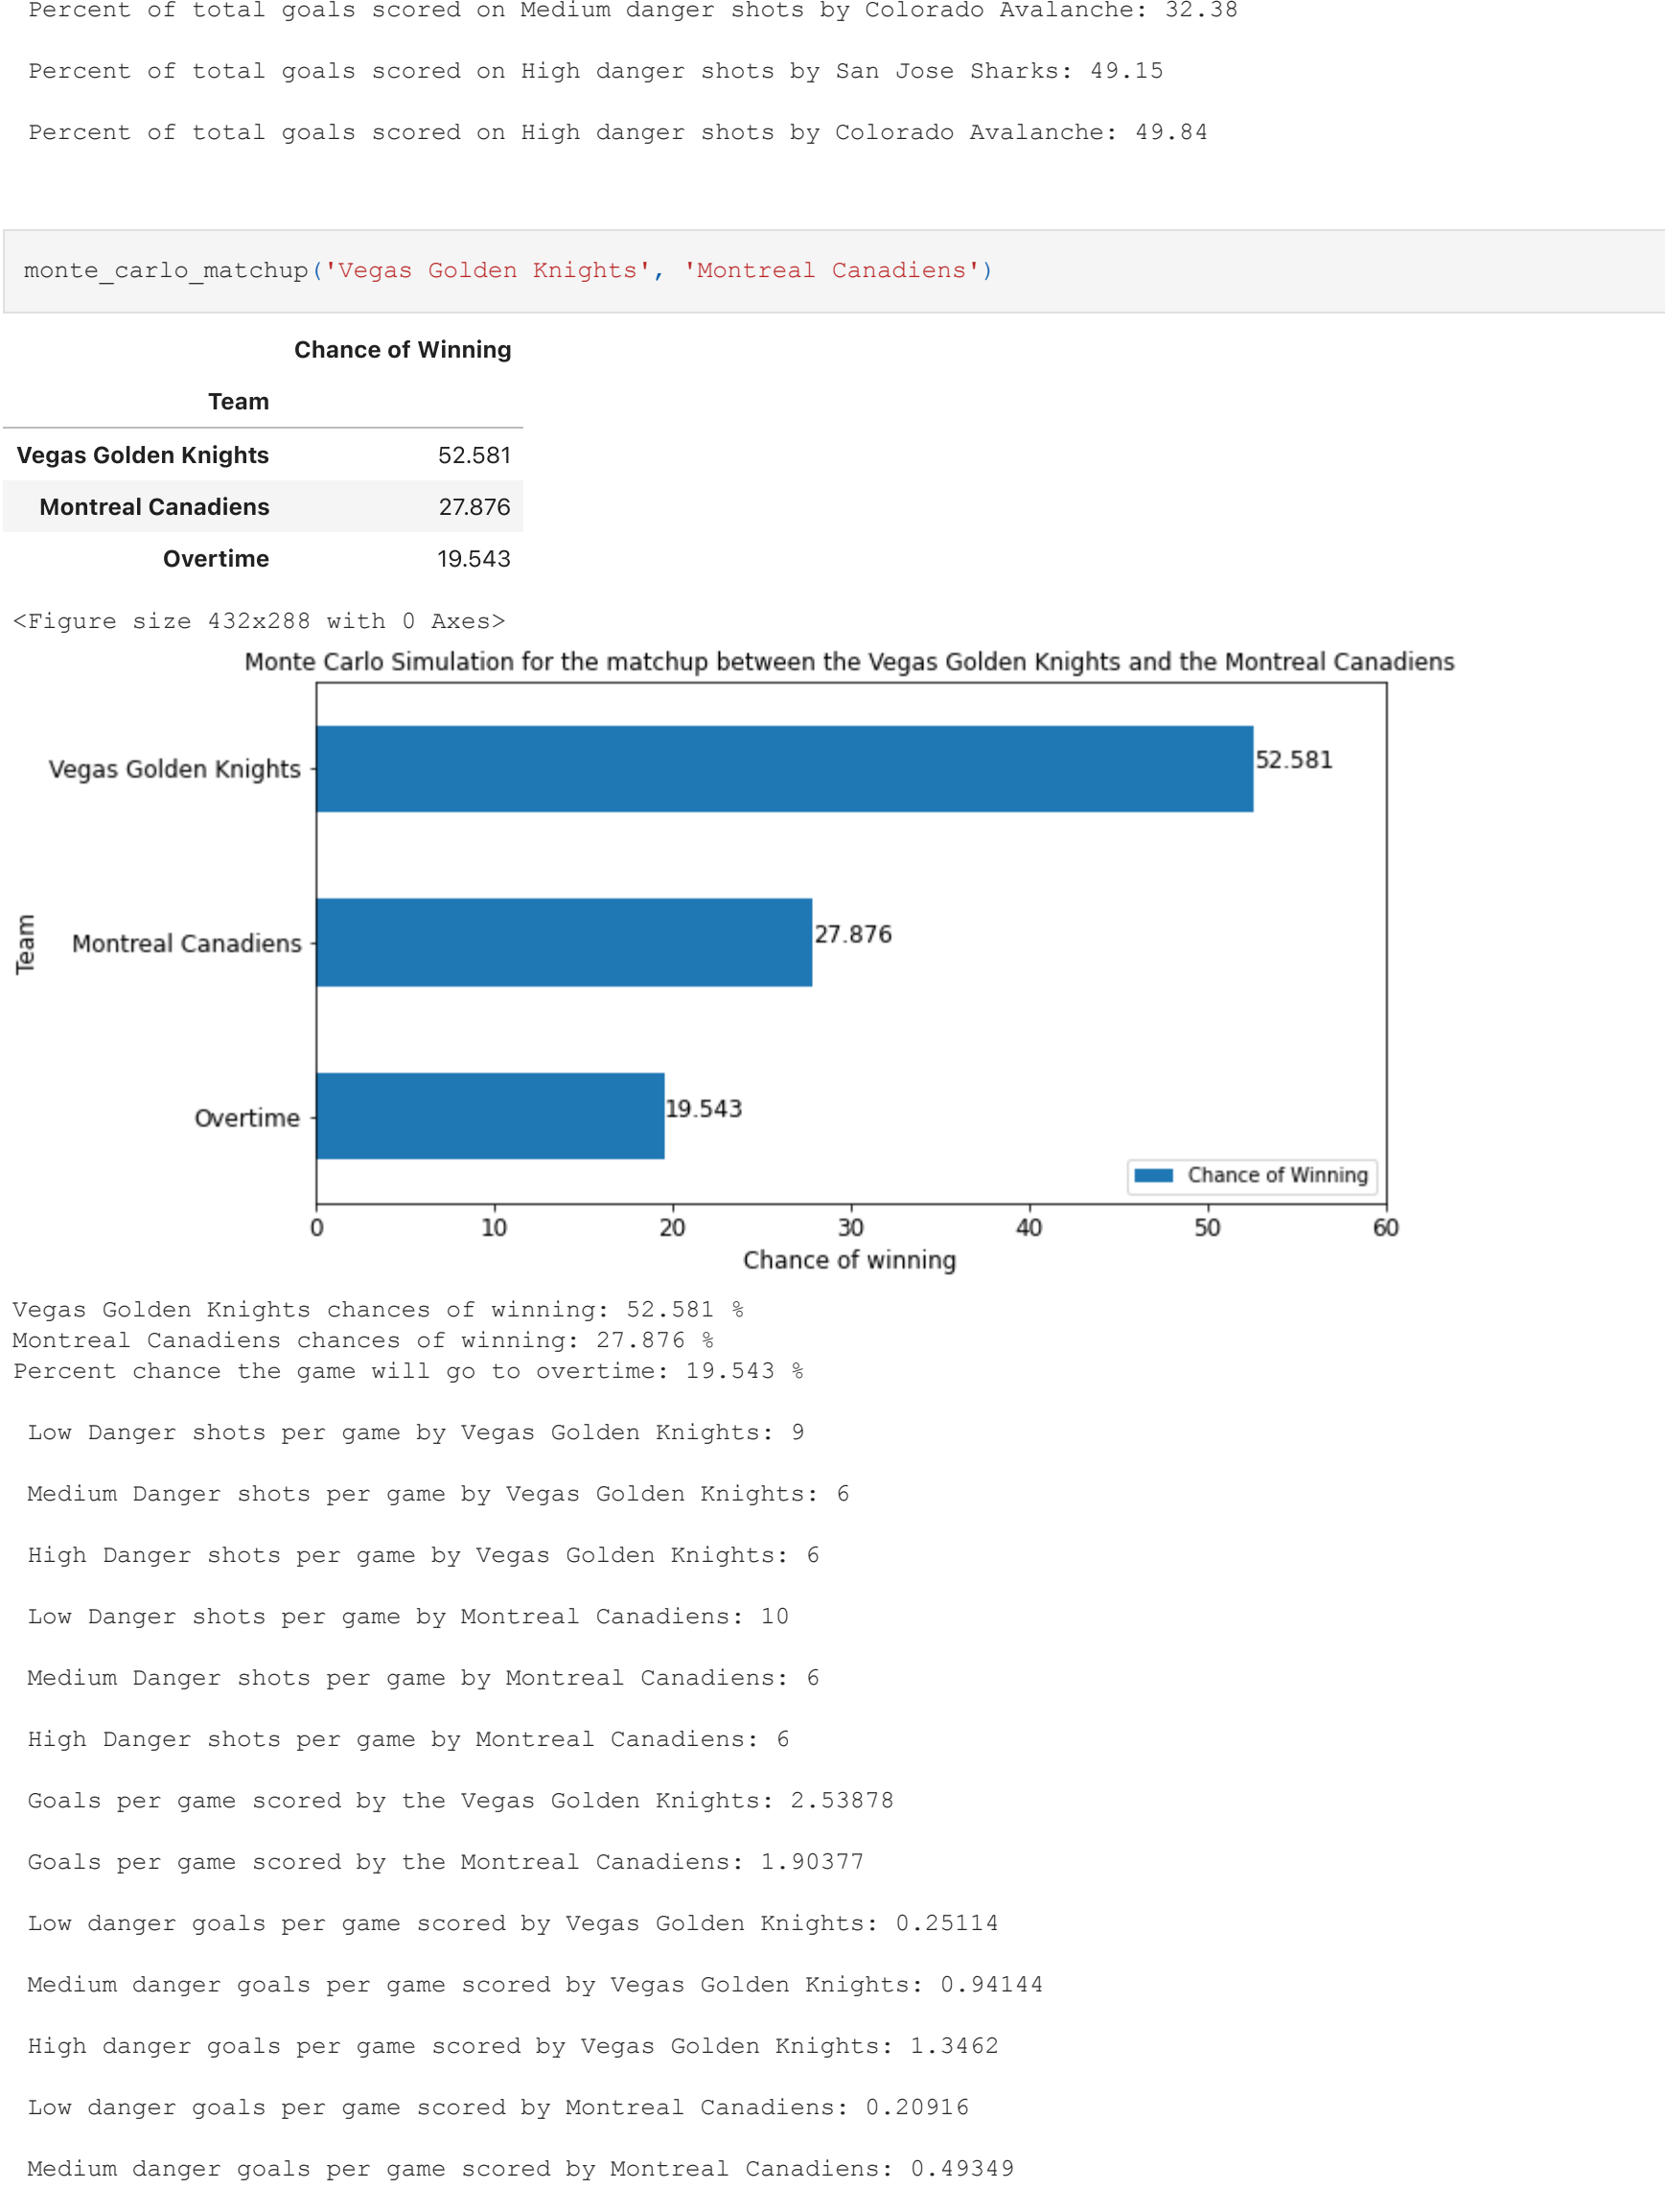 Percent of total goals scored on Medium danger shots by Colorado Avalanche: 32.38
Percent of total goals scored on High danger shots by San Jose Sharks: 49.15
Percent of total goals scored on High danger shots by Colorado Avalanche: 49.84
monte_carlo_matchup('Vegas Golden Knights', 'Montreal Canadiens')
Chance of Winning
Team
Vegas Golden Knights 52.581
Montreal Canadiens 27.876
Overtime 19.543
<Figure size 432x288 with 0 Axes>
Monte Carlo Simulation for the matchup between the Vegas Golden Knights and the Montreal Canadiens
Vegas Golden Knights 52.581
Team
Montreal Canadiens 27.876
Overtime 19.543
Chance of Winning
0 10 20 30 40 50 60
Chance of winning
Vegas Golden Knights chances of winning: 52.581 %
Montreal Canadiens chances of winning: 27.876 %
Percent chance the game will go to overtime: 19.543 %
Low Danger shots per game by Vegas Golden Knights: 9
Medium Danger shots per game by Vegas Golden Knights: 6
High Danger shots per game by Vegas Golden Knights: 6
Low Danger shots per game by Montreal Canadiens: 10
Medium Danger shots per game by Montreal Canadiens: 6
High Danger shots per game by Montreal Canadiens: 6
Goals per game scored by the Vegas Golden Knights: 2.53878
Goals per game scored by the Montreal Canadiens: 1.90377
Low danger goals per game scored by Vegas Golden Knights: 0.25114
Medium danger goals per game scored by Vegas Golden Knights: 0.94144
High danger goals per game scored by Vegas Golden Knights: 1.3462
Low danger goals per game scored by Montreal Canadiens: 0.20916
Medium danger goals per game scored by Montreal Canadiens: 0.49349